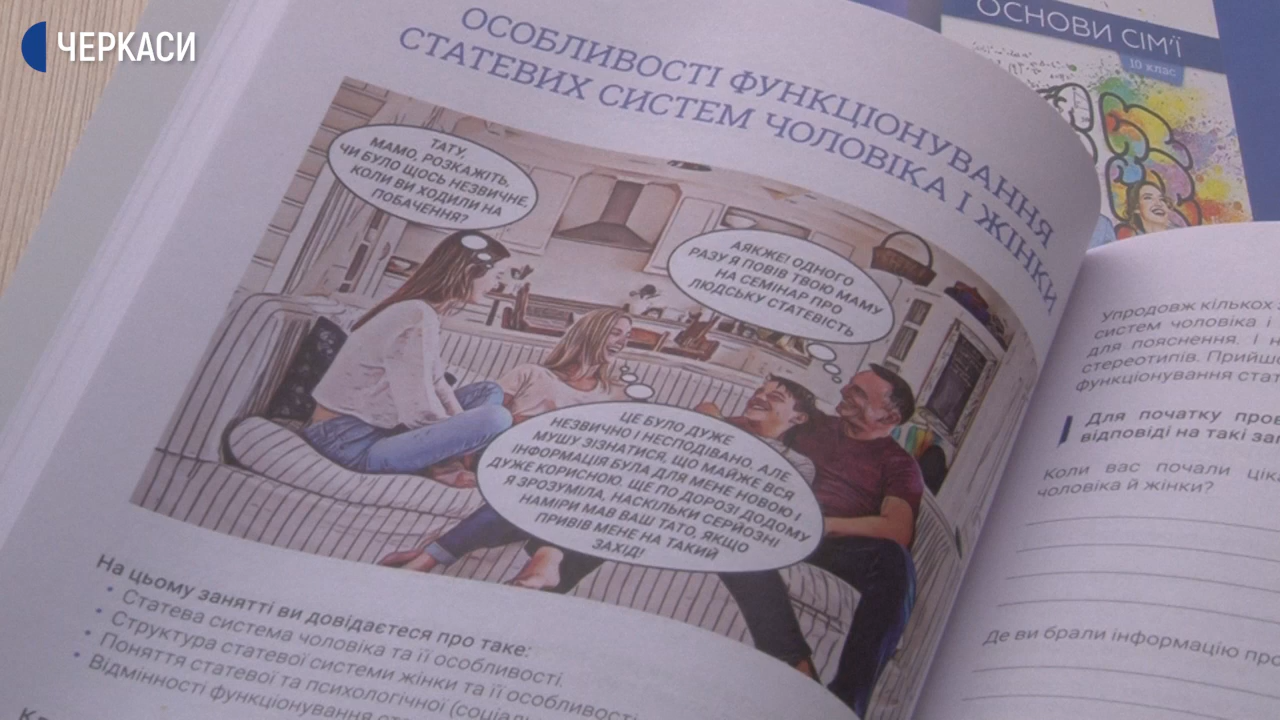 ЧЕРКАСИ
ОСНОВИ СІМ'Ї
10 клас
ОСОБЛИВОСТІ ФУНКЦІОНУВАННЯ
СТАТЕВИХ СИСТЕМ ЧОЛОВІКА І ЖІНКИ
ТАТУ,
МАМО, РОЗКАЖІТЬ,
ЧИ БУЛО ЩОСЬ НЕЗВИЧНЕ,
КОЛИ ВИ ХОДИЛИ НА
ПОБАЧЕННЯ?
АЯКЖЕ! ОДНОГО
РАЗУ Я ПОВІВ ТВОЮ МАМУ
НА СЕМІНАР ПРО
ЛЮДСЬКУ СТАТЕВІСТЬ
ЦЕ БУЛО ДУЖЕ
НЕЗВИЧНО І НЕСПОДІВАНО. АЛЕ
МУШУ ЗІЗНАТИСЯ, ЩО МАЙЖЕ ВСЯ
ІНФОРМАЦІЯ БУЛА ДЛЯ МЕНЕ НОВОЮ І
ДУЖЕ КОРИСНОЮ. ЩЕ ПО ДОРОЗІ ДОДОМУ
Я ЗРОЗУМІЛА, НАСКІЛЬКИ СЕРЙОЗНІ
НАМІРИ МАВ ВАШ ТАТО, ЯКЩО
ПРИВІВ МЕНЕ НА ТАКИЙ
ЗАХІД!
На цьому занятті ви довідаєтеся про таке:
• Статева система чоловіка та її особливості.
• Структура статевої системи жінки та її особливості
• Поняття статевої та психологічної (соціаль
• Відмінності функціонування
Упродовж кількох
систем чоловіка і
для пояснення. І н
стереотипів. Прийш
функціонування стат
Для початку пров
відповіді на такі зап
Коли вас почали цік
чоловіка й жінки?
Де ви брали інформацію про